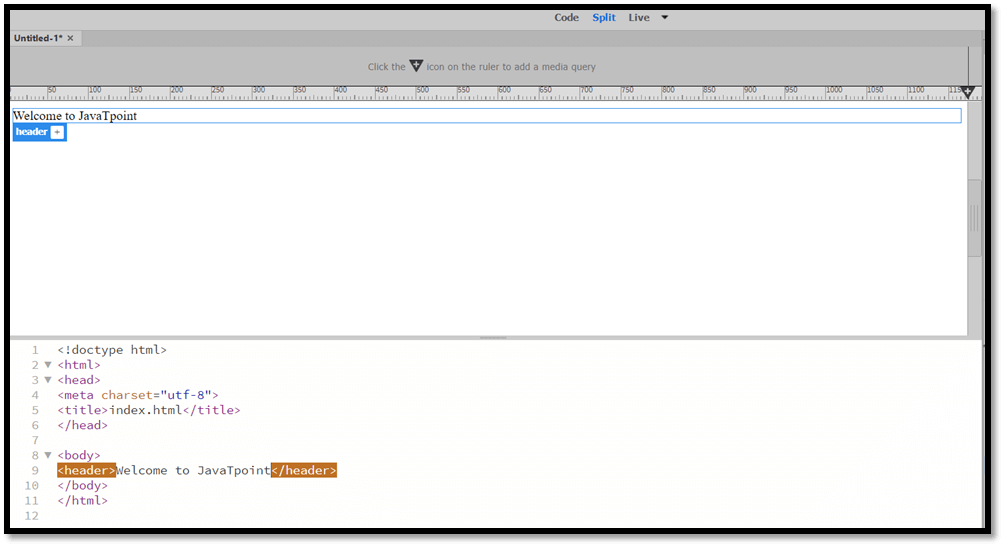 Code Split Live
Untitled-1* ×
Click the icon on the ruler to add a media query
50 100 150 200 250 300 350 400 450 500 550 600 650 700 750 800 850 900 950 1000 1050 1100 115
Welcome to JavaTpoint
header +
1 <!doctype html>
2 <html>
3 <head>
4 <meta charset="utf-8">
5 <title>index.html</title>
6 </head>
7
8 <body>
9 <header>Welcome to JavaTpoint</header>
10 </body>
11 </html>
12